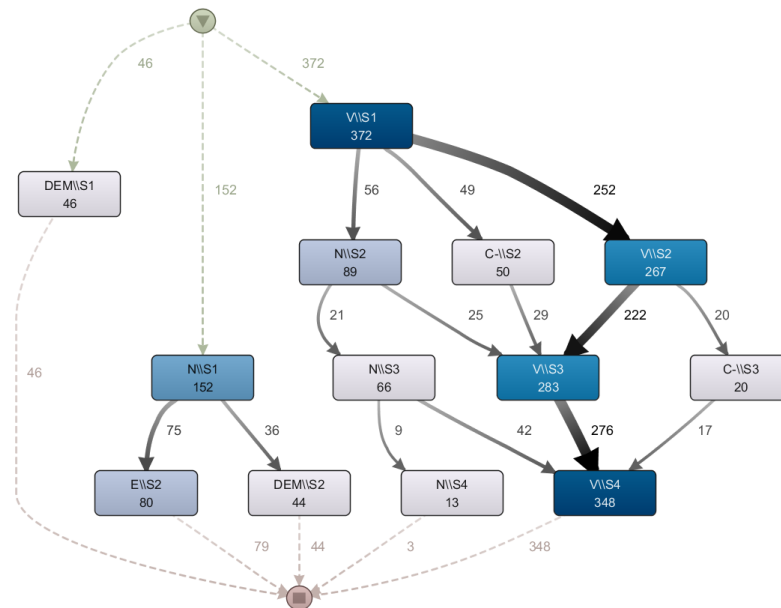 46
372
V\\S1
372
152
DEM\\S1
46
56
49
252
N\\S2
89
C-\\S2
50
V\\S2
267
21
25
29
222
20
46
N\\S1
152
N\\S3
66
V\\S3
283
C-\\S3
20
75
36
9
42
276
17
E\\S2
80
DEM\\S2
44
N\\S4
13
V\\S4
348
79
44
3
348